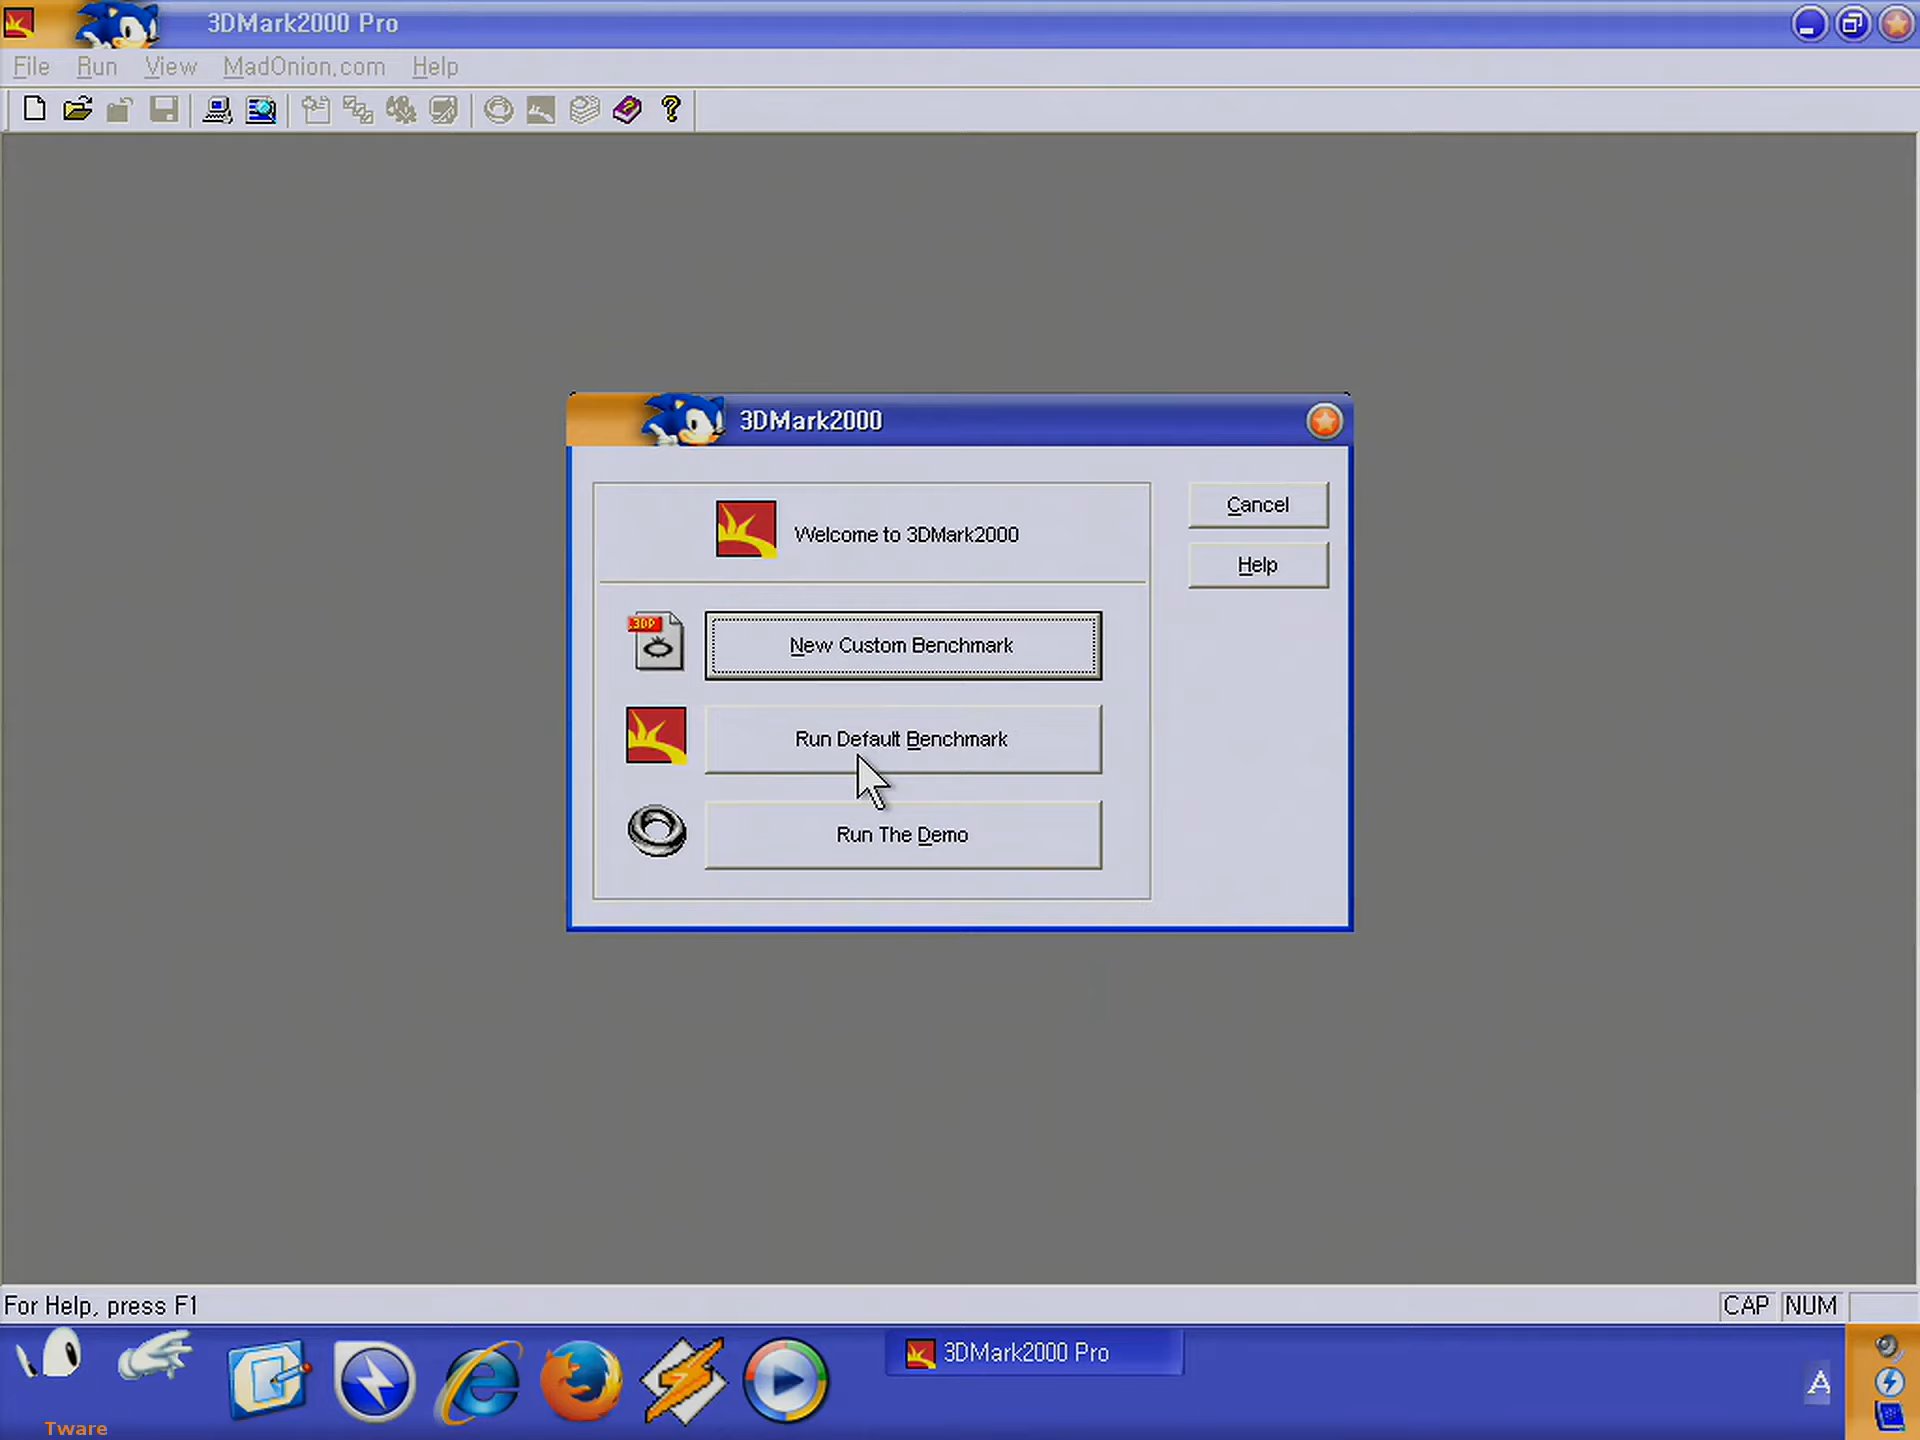 3DMark2000 Pro
File Run View MadOnion.com Help
3DMark2000
Welcome to 3DMark2000
Cancel
Help
.3DP
New Custom Benchmark
Run Default Benchmark
Run The Demo
For Help, press F1
CAP NUM
3DMark2000 Pro
A
Tware